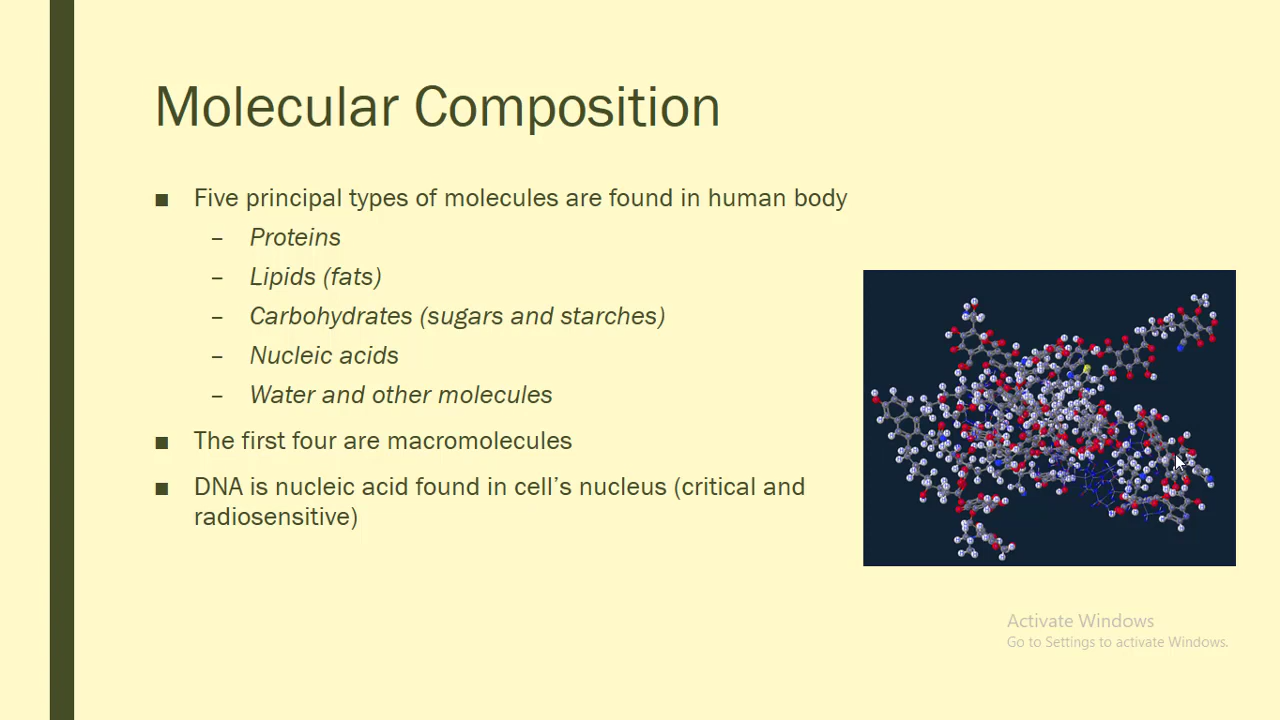 Molecular Composition
■ Five principal types of molecules are found in human body
– Proteins
– Lipids (fats)
– Carbohydrates (sugars and starches)
– Nucleic acids
– Water and other molecules
■ The first four are macromolecules
■ DNA is nucleic acid found in cell’s nucleus (critical and
radiosensitive)
Activate Windows
Go to Settings to activate Windows.